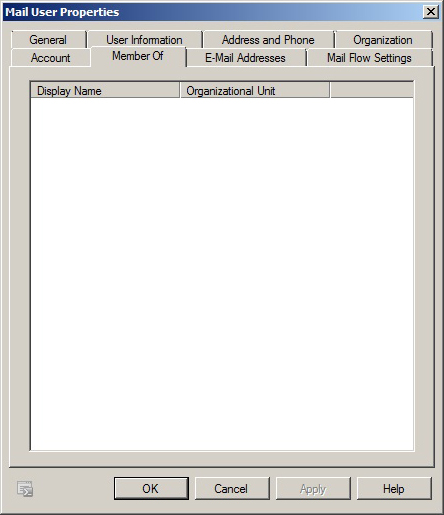 Mail User Properties
General User Information Address and Phone Organization
Account Member Of E-Mail Addresses Mail Flow Settings
Display Name Organizational Unit
OK Cancel Apply Help